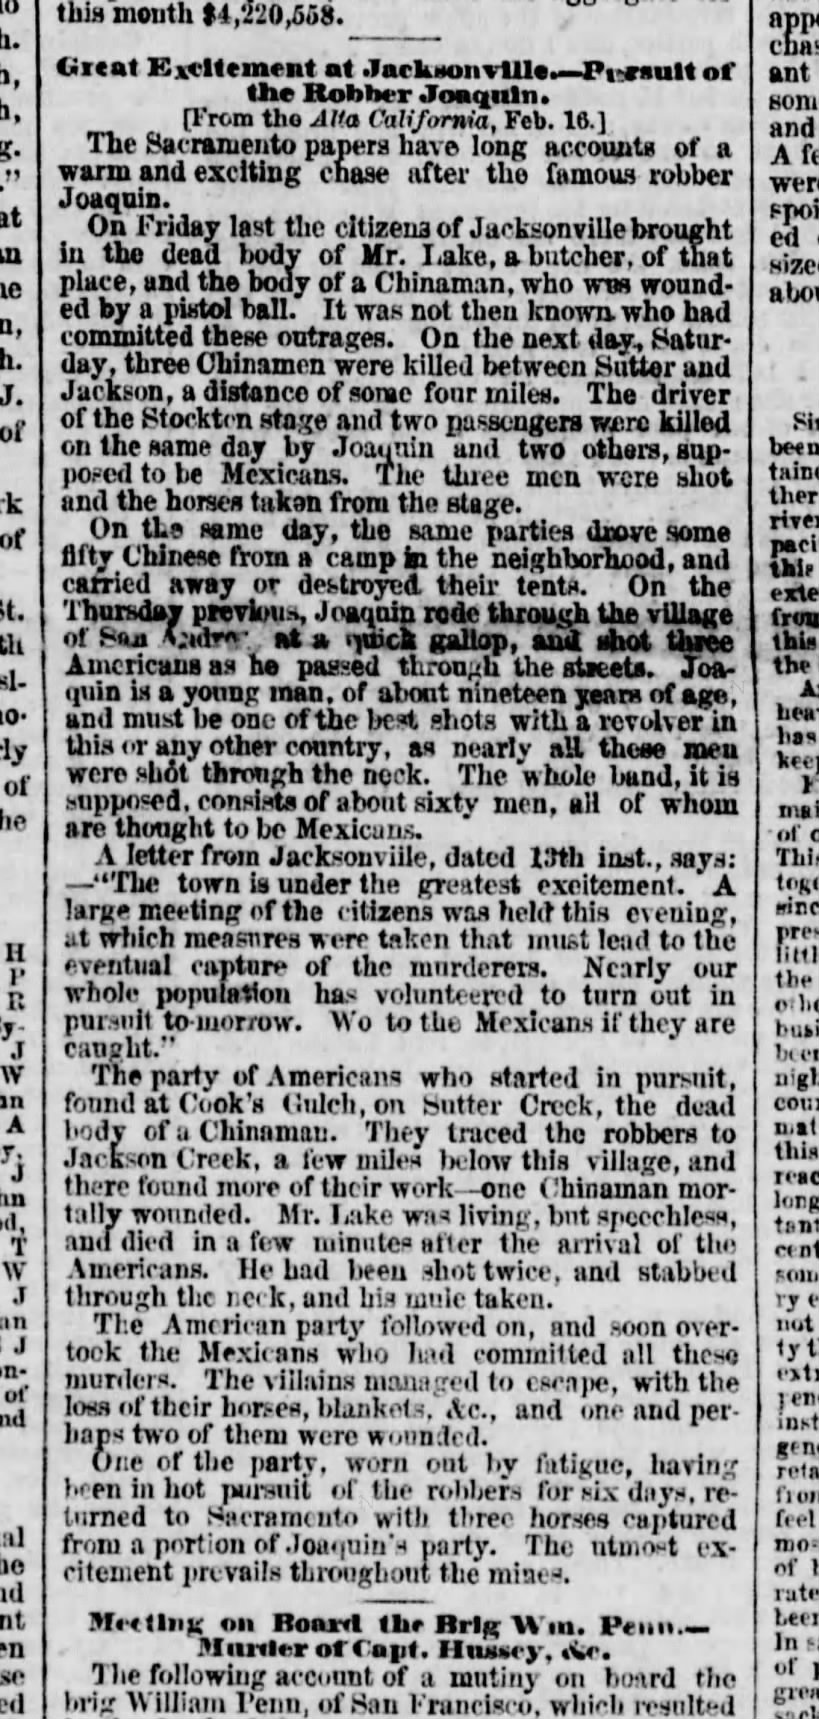 this month $4,220,558.
Great Excitement at Jacksonville.—Pursuit of
the Robber Joaquin.
[From the Alta California, Feb. 16.]
The Sacramento papers have long accounts of a
warm and exciting chase after the famous robber
Joaquin.
On Friday last the citizens of Jacksonville brought
in the dead body of Mr. Lake, a butcher, of that
place, and the body of a Chinaman, who was wound-
ed by a pistol ball. It was not then known who had
committed these outrages. On the next day, Satur-
day, three Chinamen were killed between Sutter and
Jackson, a distance of some four miles. The driver
of the Stockton stage and two passengers were killed
on the same day by Joaquin and two others, sup-
posed to be Mexicans. The three men were shot
and the horses taken from the stage.
On the same day, the same parties drove some
fifty Chinese from a camp in the neighborhood, and
carried away or destroyed their tents. On the
Thursday previous, Joaquin rode through the village
of San at a quick gallop, and shot three
Americans as he passed through the streets. Joa-
quin is a young man, of about nineteen years of age,
and must be one of the best shots with a revolver in
this or any other country, as nearly all these men
were shot through the neck. The whole band, it is
supposed, consists of about sixty men, all of whom
are thought to be Mexicans.
A letter from Jacksonville, dated 13th inst., says:
—"The town is under the greatest excitement. A
large meeting of the citizens was held this evening,
at which measures were taken that must lead to the
eventual capture of the murderers. Nearly our
whole population has volunteered to turn out in
pursuit to-morrow. Wo to the Mexicans if they are
caught."
The party of Americans who started in pursuit,
found at Cook's Gulch, on Sutter Creek, the dead
body of a Chinaman. They traced the robbers to
Jackson Creek, a few miles below this village, and
there found more of their work—one Chinaman mor-
tally wounded. Mr. Lake was living, but speechless,
and died in a few minutes after the arrival of the
Americans. He had been shot twice, and stabbed
through the neck, and his mule taken.
The American party followed on, and soon over-
took the Mexicans who had committed all these
murders. The villains managed to escape, with the
loss of their horses, blankets, &c., and one and per-
haps two of them were wounded.
One of the party, worn out by fatigue, having
been in hot pursuit of the robbers for six days, re-
turned to Sacramento with three horses captured
from a portion of Joaquin's party. The utmost ex-
citement prevails throughout the mines.
Meeting on Board the Brig Wm. Penn.—
Murder of Capt. Hussey, &c.
The following account of a mutiny on board the
brig William Penn, of San Francisco, which resulted